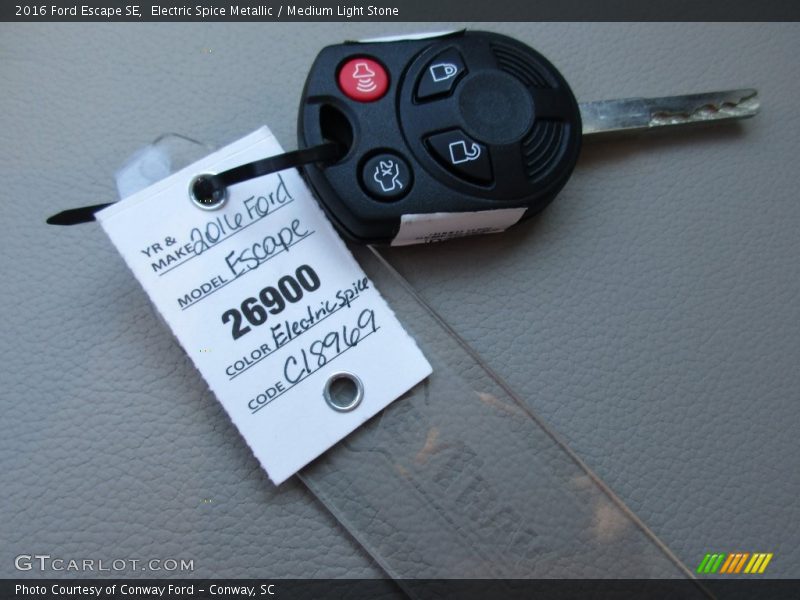 2016 Ford Escape SE,  Electric Spice Metallic / Medium Light Stone
YR &
MAKE 2016 Ford
MODEL Escape
26900
COLOR Electric Spice
CODE C18969
GTCARLOT.COM
Photo Courtesy of Conway Ford - Conway, SC